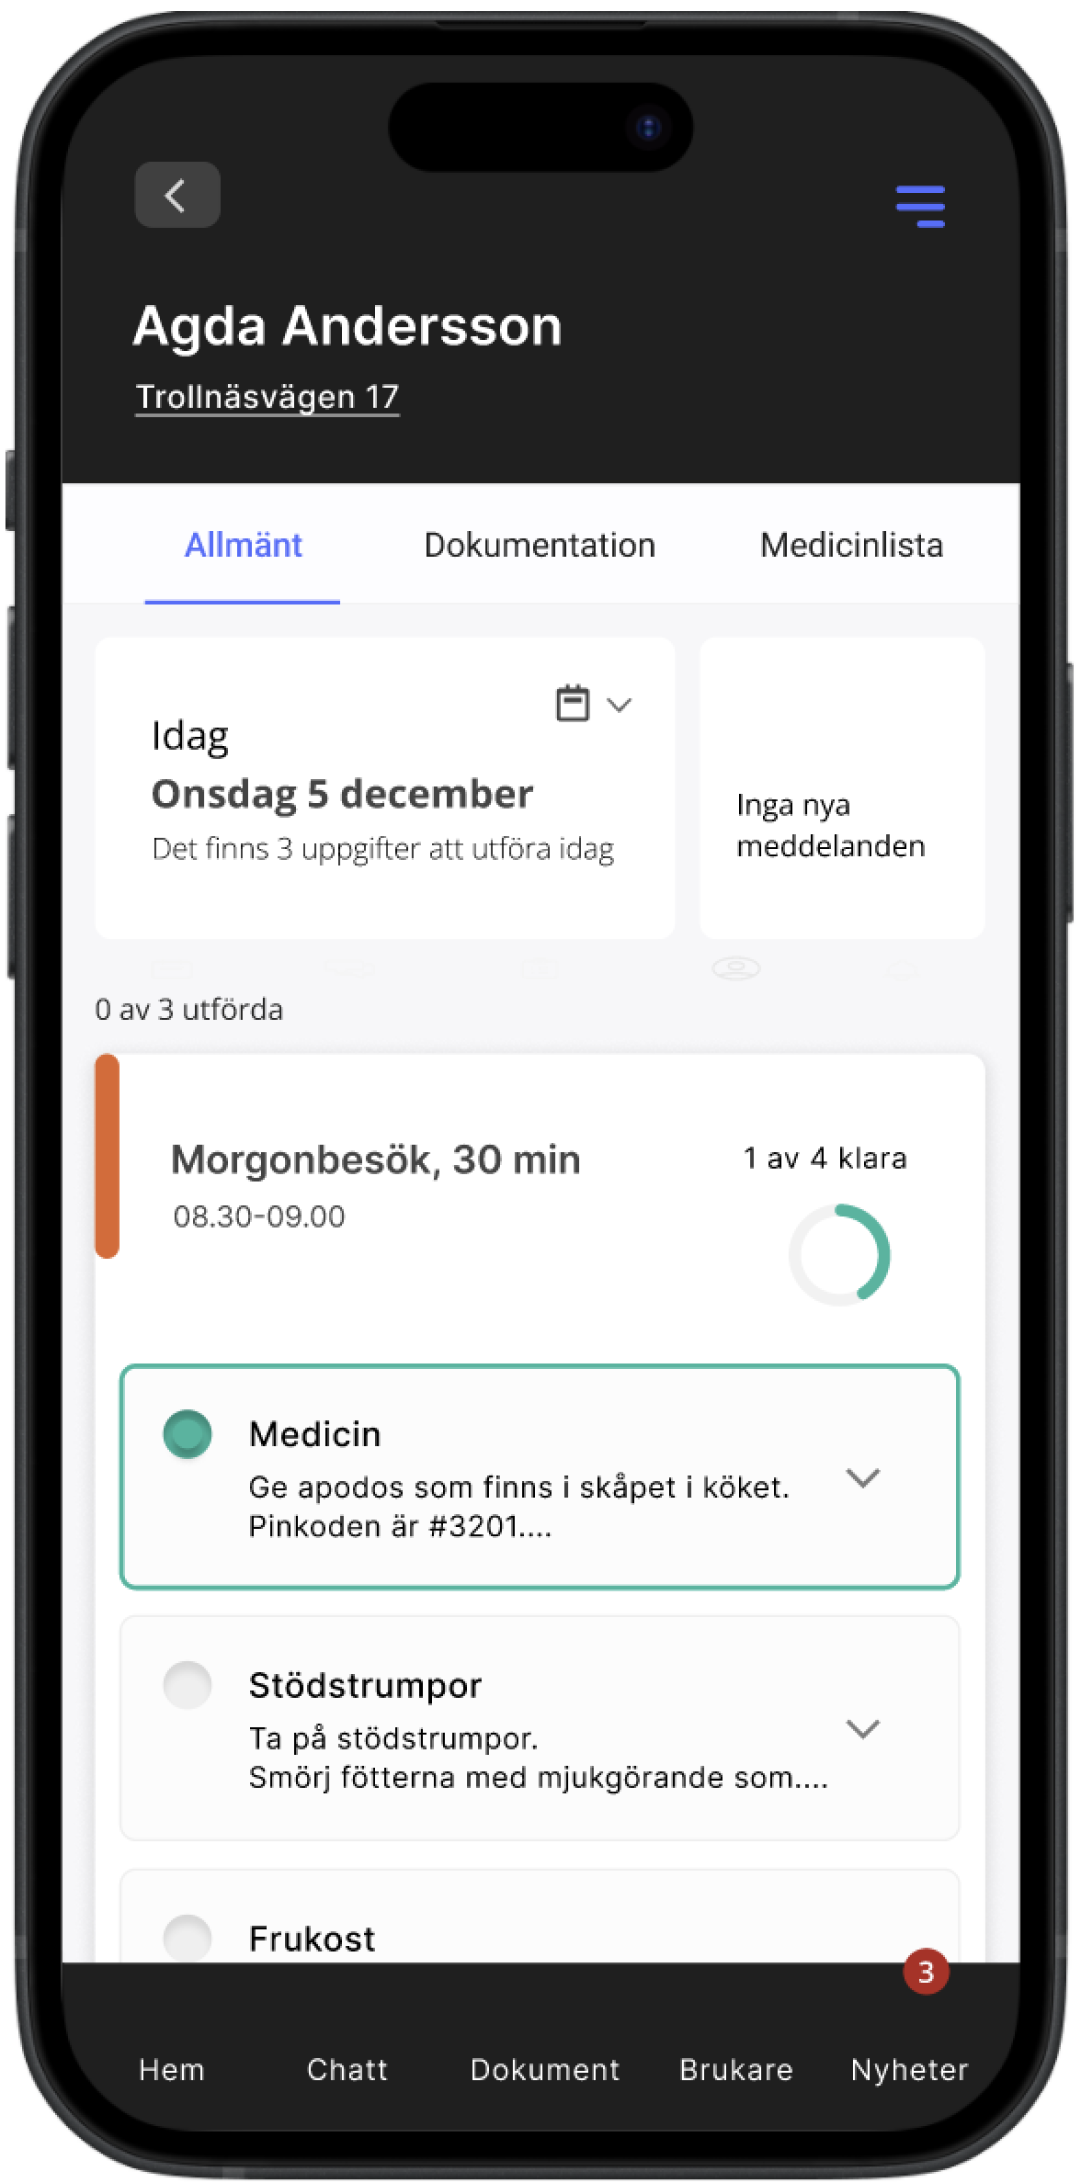 Agda Andersson
Trollnäsvägen 17
Allmänt Dokumentation Medicinlista
Idag
Onsdag 5 december
Det finns 3 uppgifter att utföra idag
Inga nya
meddelanden
0 av 3 utförda
Morgonbesök, 30 min
08.30-09.00
1 av 4 klara
Medicin
Ge apodos som finns i skåpet i köket.
Pinkoden är #3201....
Stödstrumpor
Ta på stödstrumpor.
Smörj fötterna med mjukgörande som....
Frukost
3
Hem Chatt Dokument Brukare Nyheter